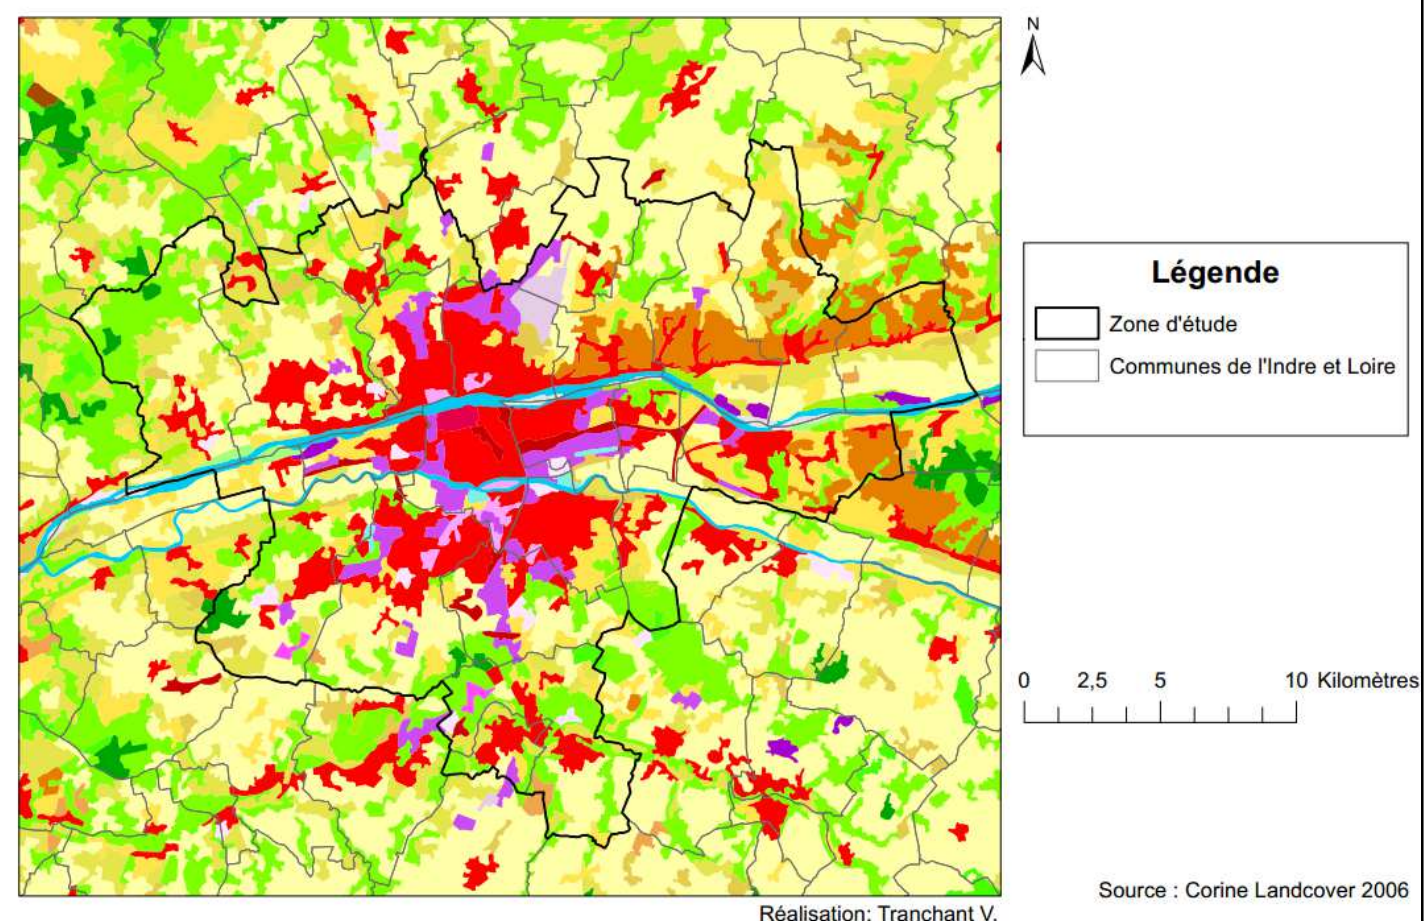 N
Légende
Zone d'étude
Communes de l'Indre et Loire
0 2,5 5 10 Kilomètres
Source : Corine Landcover 2006
Réalisation: Tranchant V.